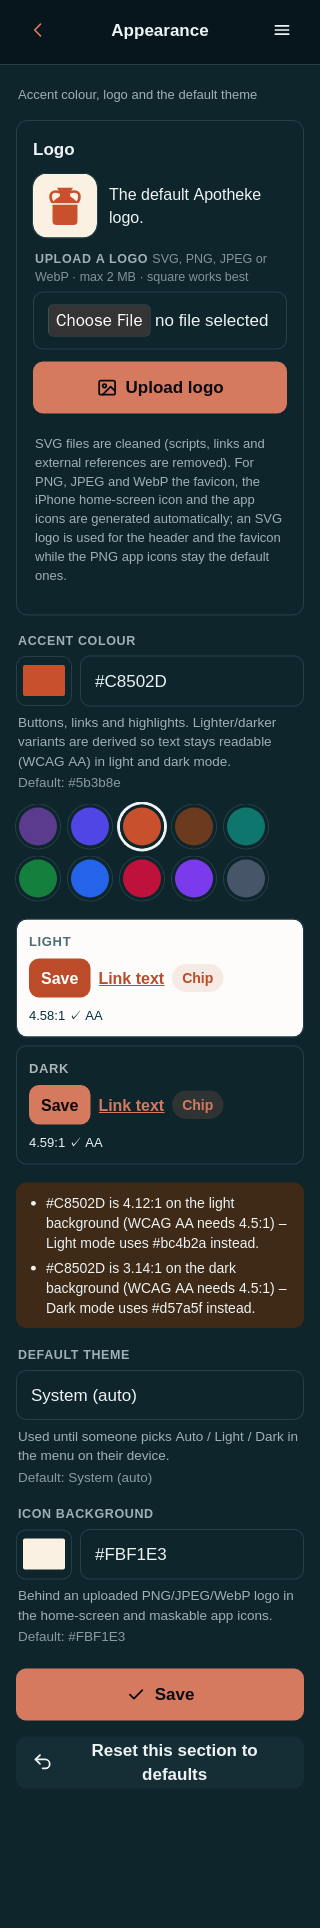 Appearance
Accent colour, logo and the default theme
Logo
The default Apotheke
logo.
UPLOAD A LOGO SVG, PNG, JPEG or
WebP · max 2 MB · square works best
Choose File no file selected
Upload logo
SVG files are cleaned (scripts, links and
external references are removed). For
PNG, JPEG and WebP the favicon, the
iPhone home-screen icon and the app
icons are generated automatically; an SVG
logo is used for the header and the favicon
while the PNG app icons stay the default
ones.
ACCENT COLOUR
#C8502D
Buttons, links and highlights. Lighter/darker
variants are derived so text stays readable
(WCAG AA) in light and dark mode.
Default: #5b3b8e
LIGHT
Save Link text Chip
4.58:1 ✓ AA
DARK
Save Link text Chip
4.59:1 ✓ AA
• #C8502D is 4.12:1 on the light
background (WCAG AA needs 4.5:1) –
Light mode uses #bc4b2a instead.
• #C8502D is 3.14:1 on the dark
background (WCAG AA needs 4.5:1) –
Dark mode uses #d57a5f instead.
DEFAULT THEME
System (auto)
Used until someone picks Auto / Light / Dark in
the menu on their device.
Default: System (auto)
ICON BACKGROUND
#FBF1E3
Behind an uploaded PNG/JPEG/WebP logo in
the home-screen and maskable app icons.
Default: #FBF1E3
Save
Reset this section to
defaults